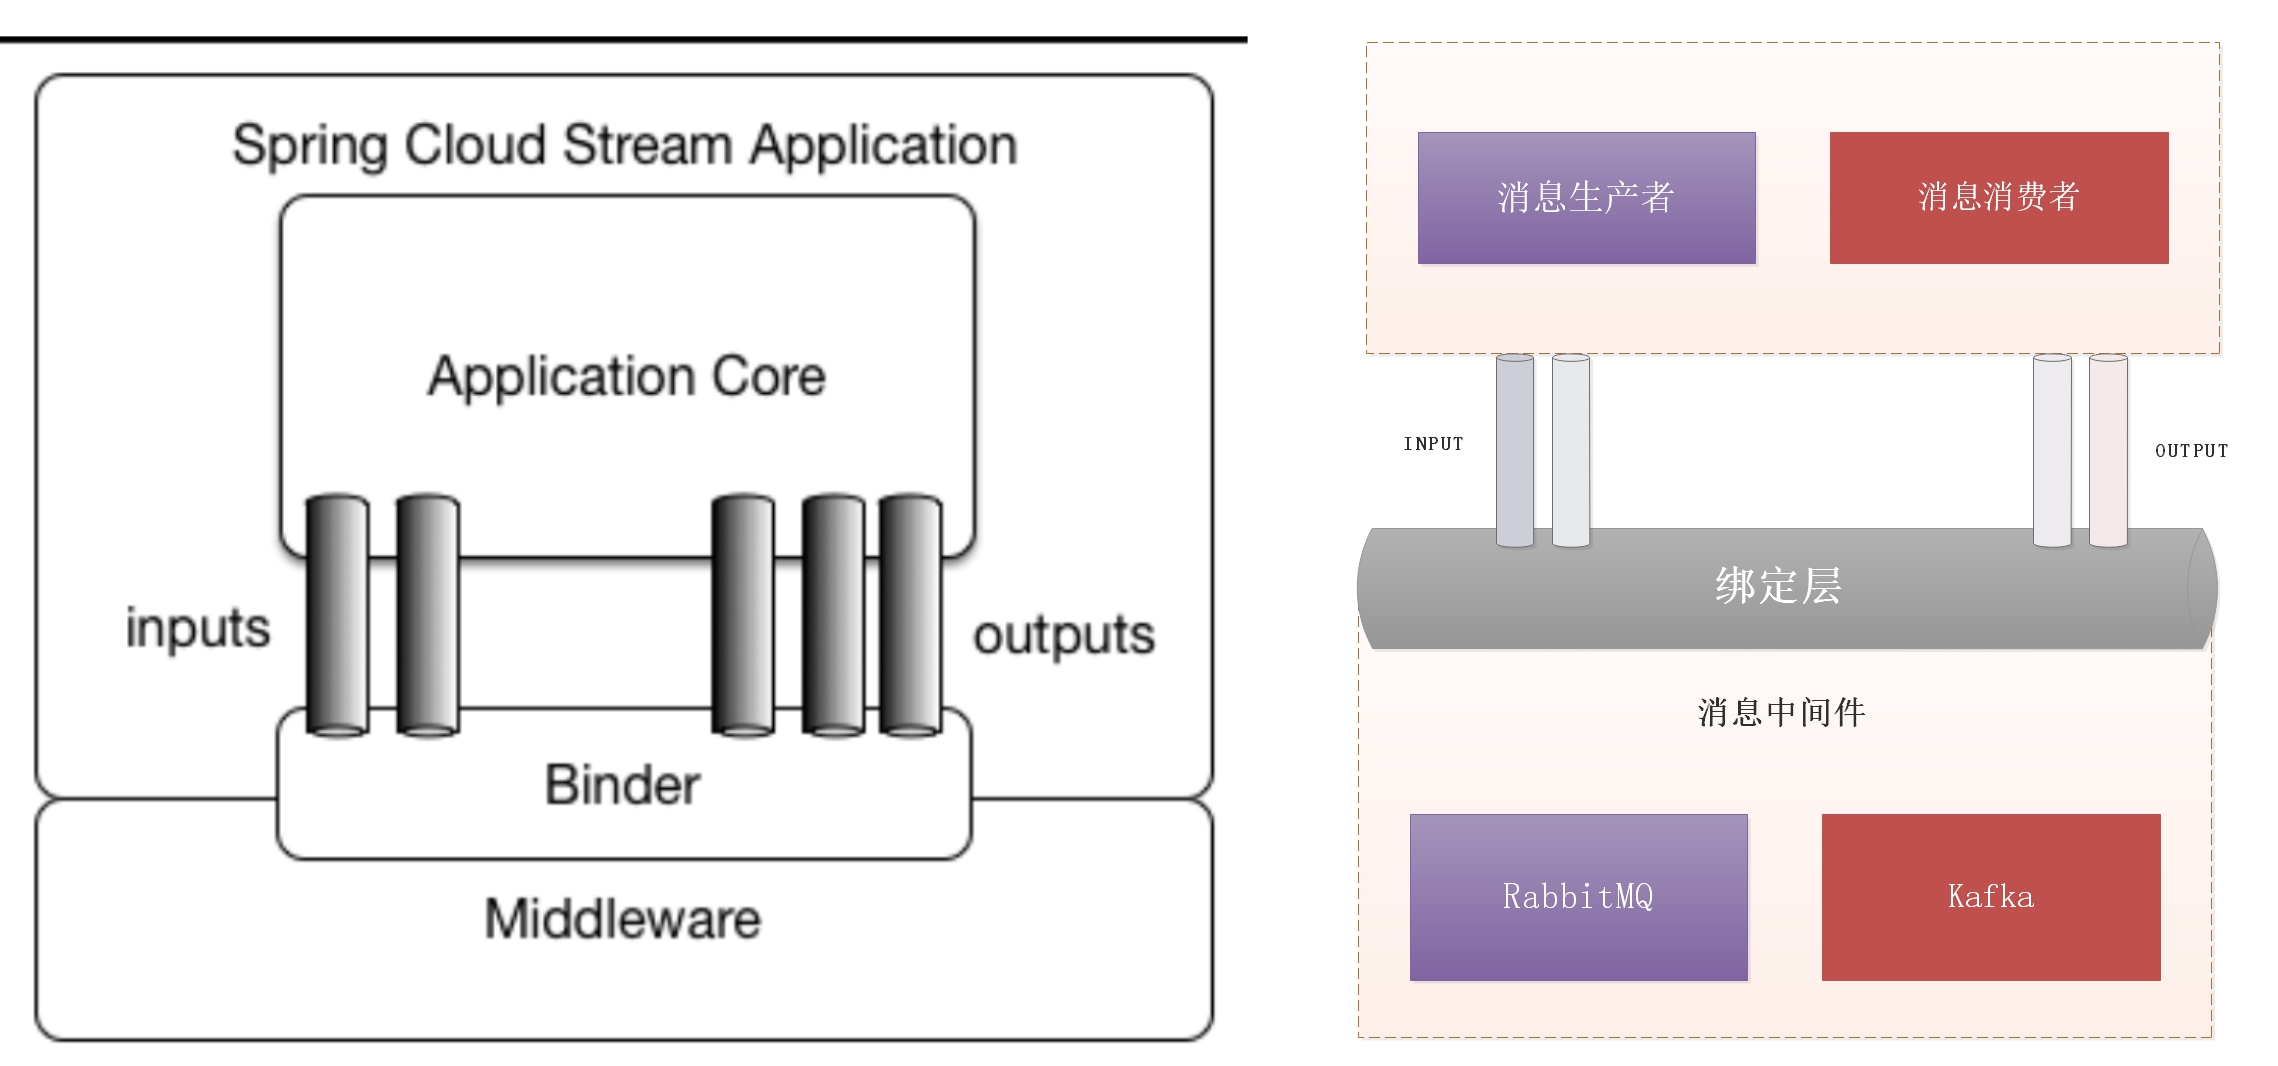 Spring Cloud Stream Application
Application Core
inputs
outputs
Binder
Middleware
消息生产者
消息消费者
INPUT
OUTPUT
绑定层
消息中间件
RabbitMQ
Kafka